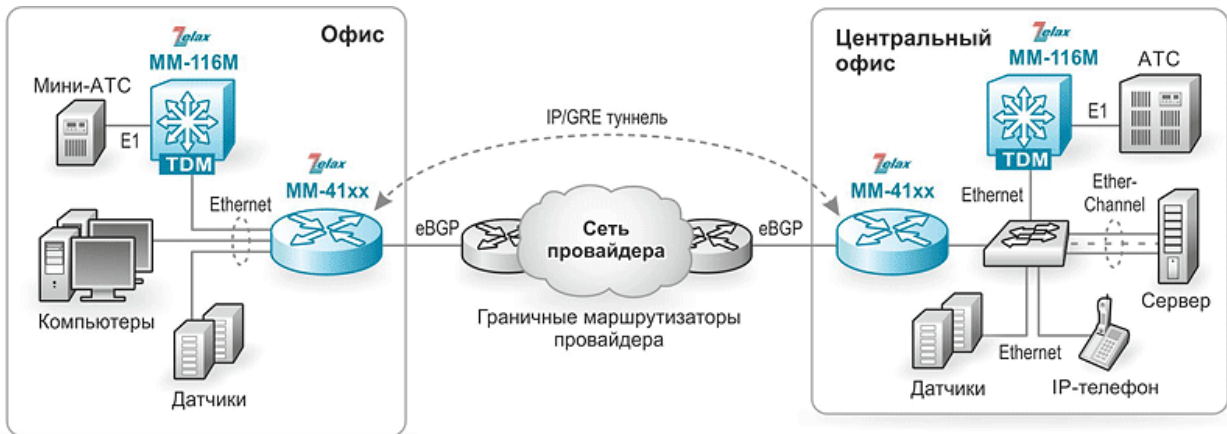 Офис
Zelax
MM-116M
Мини-АТС
E1
TDM
Ethernet
Zelax
MM-41xx
Компьютеры
Датчики
IP/GRE туннель
eBGP
Сеть
провайдера
eBGP
Граничные маршрутизаторы
провайдера
Центральный
офис
Zelax
MM-116M
АТС
E1
TDM
Zelax
MM-41xx
Ethernet
Ether-
Channel
Сервер
Датчики
Ethernet
IP-телефон